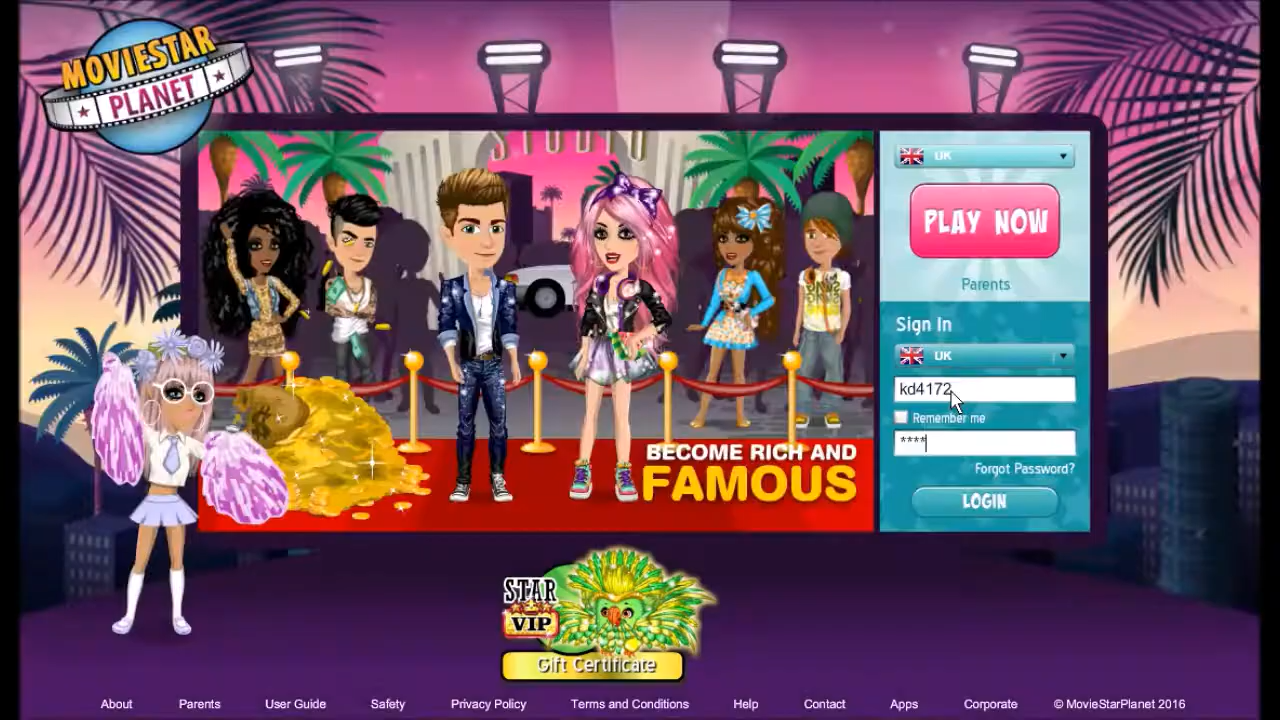 MOVIESTAR
PLANET
STUDIO
UK
PLAY NOW
Parents
Sign In
UK
kd4172
Remember me
****
Forgot Password?
LOGIN
BECOME RICH AND
FAMOUS
STAR
VIP
Gift Certificate
About Parents User Guide Safety Privacy Policy Terms and Conditions Help Contact Apps Corporate © MovieStarPlanet 2016